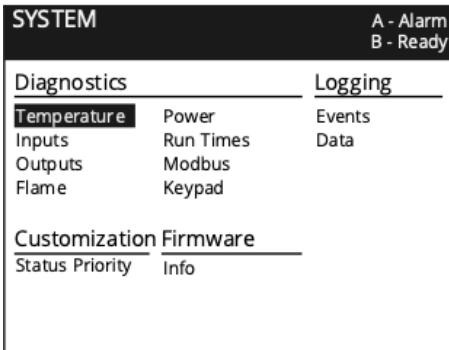 SYSTEM
A - Alarm
B - Ready
Diagnostics
Logging
Temperature Power Events
Inputs Run Times Data
Outputs Modbus
Flame Keypad
Customization Firmware
Status Priority Info